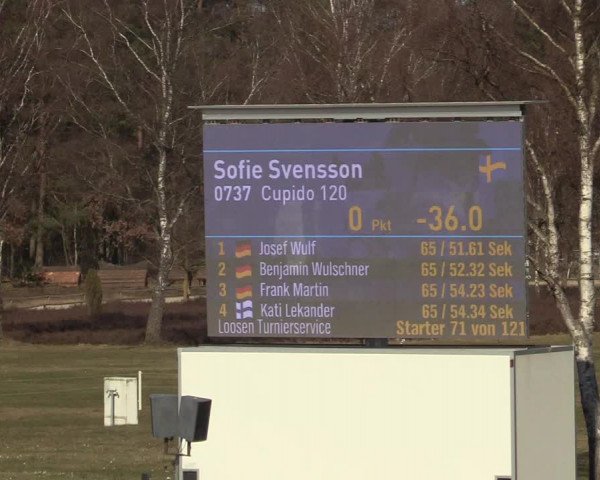 Sofie Svensson
0737 Cupido 120
0 Pkt -36.0
1 Josef Wulf 65 / 51.61 Sek
2 Benjamin Wulschner 65 / 52.32 Sek
3 Frank Martin 65 / 54.23 Sek
4 Kati Lekander 65 / 54.34 Sek
Loosen Turnierservice Starter 71 von 121